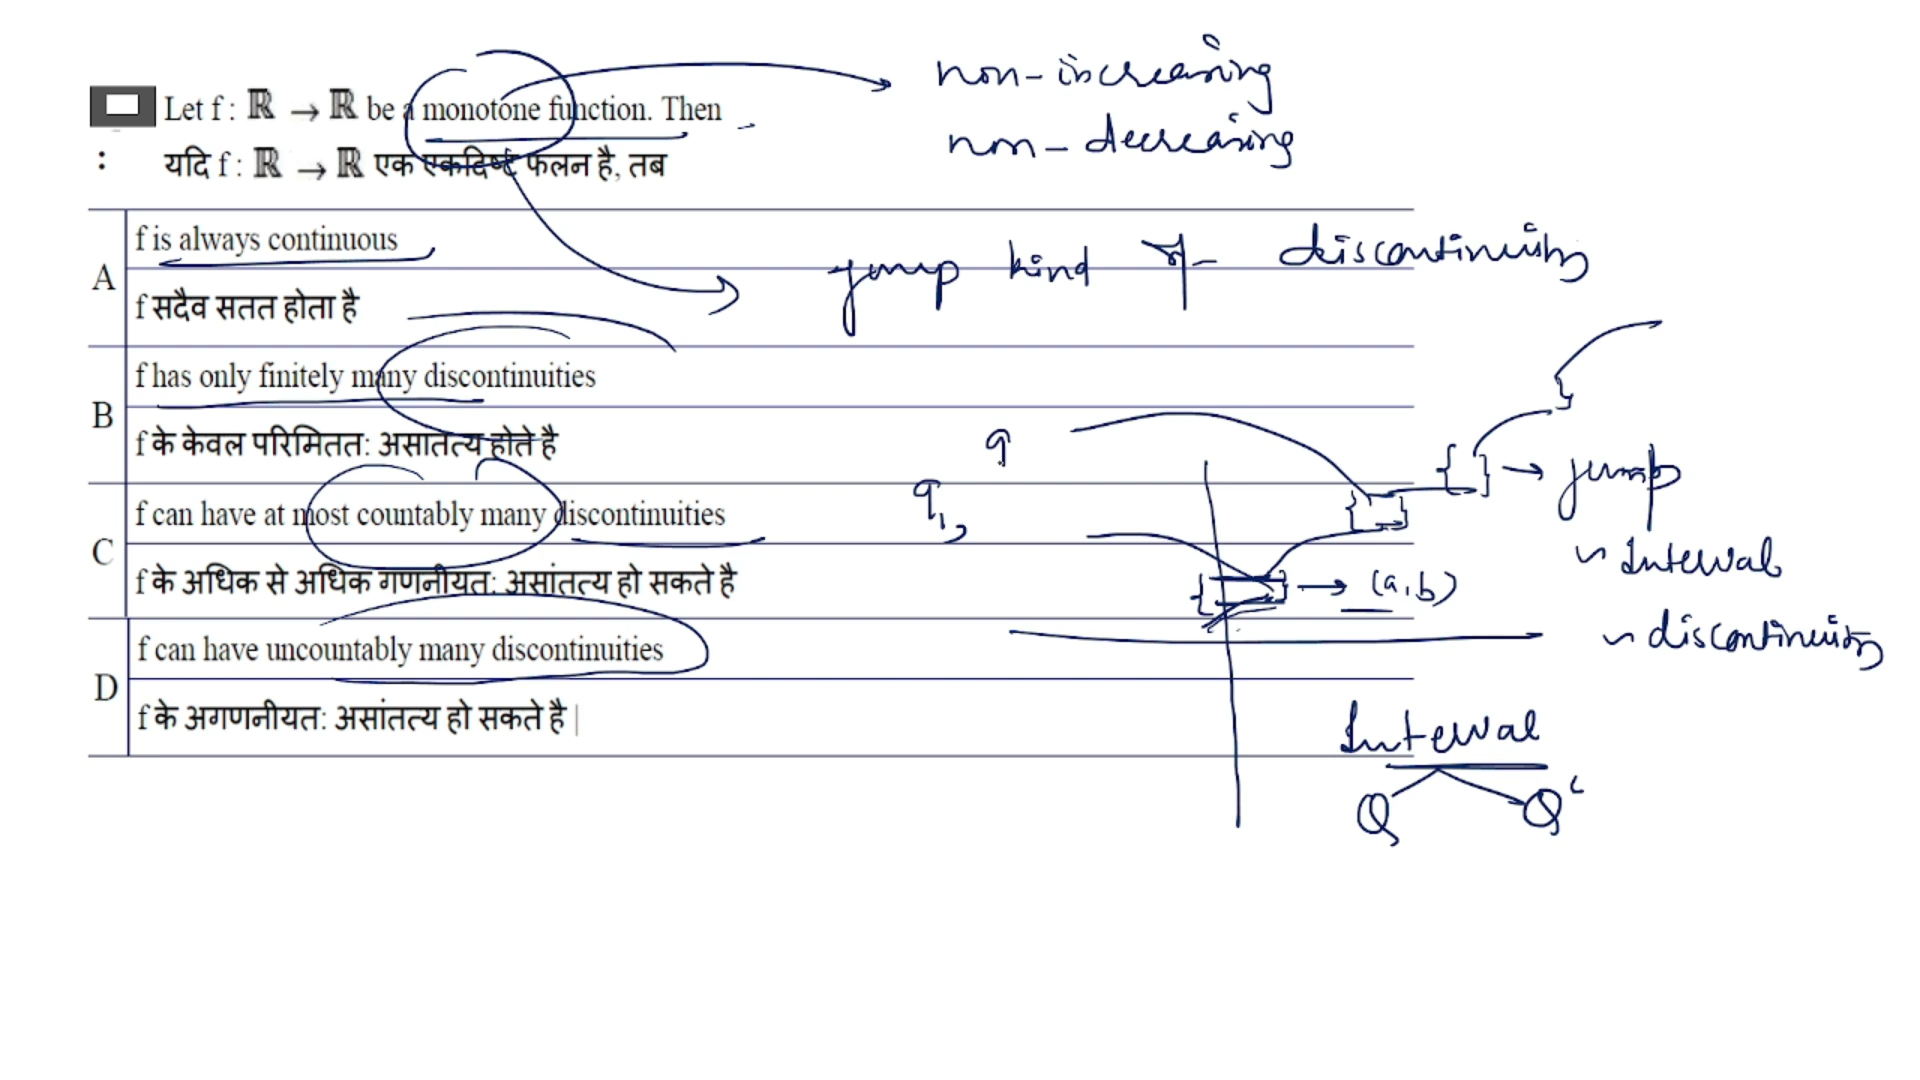 Let f : ℝ → ℝ be a monotone function. Then
: यदि f : ℝ → ℝ एक एकदिष्ट फलन है, तब
non-increasing
non-decreasing
A
f is always continuous
f सदैव सतत होता है
jump kind of discontinuity
B
f has only finitely many discontinuities
f के केवल परिमितत: असातत्य होते है
C
f can have at most countably many discontinuities
f के अधिक से अधिक गणनीयत: असांतत्य हो सकते है
D
f can have uncountably many discontinuities
f के अगणनीयत: असांतत्य हो सकते है |
q
q1,
{ } → jump
~ Interval
{ } → (a,b)
~ discontinuity
Interval
Q Qᶜ